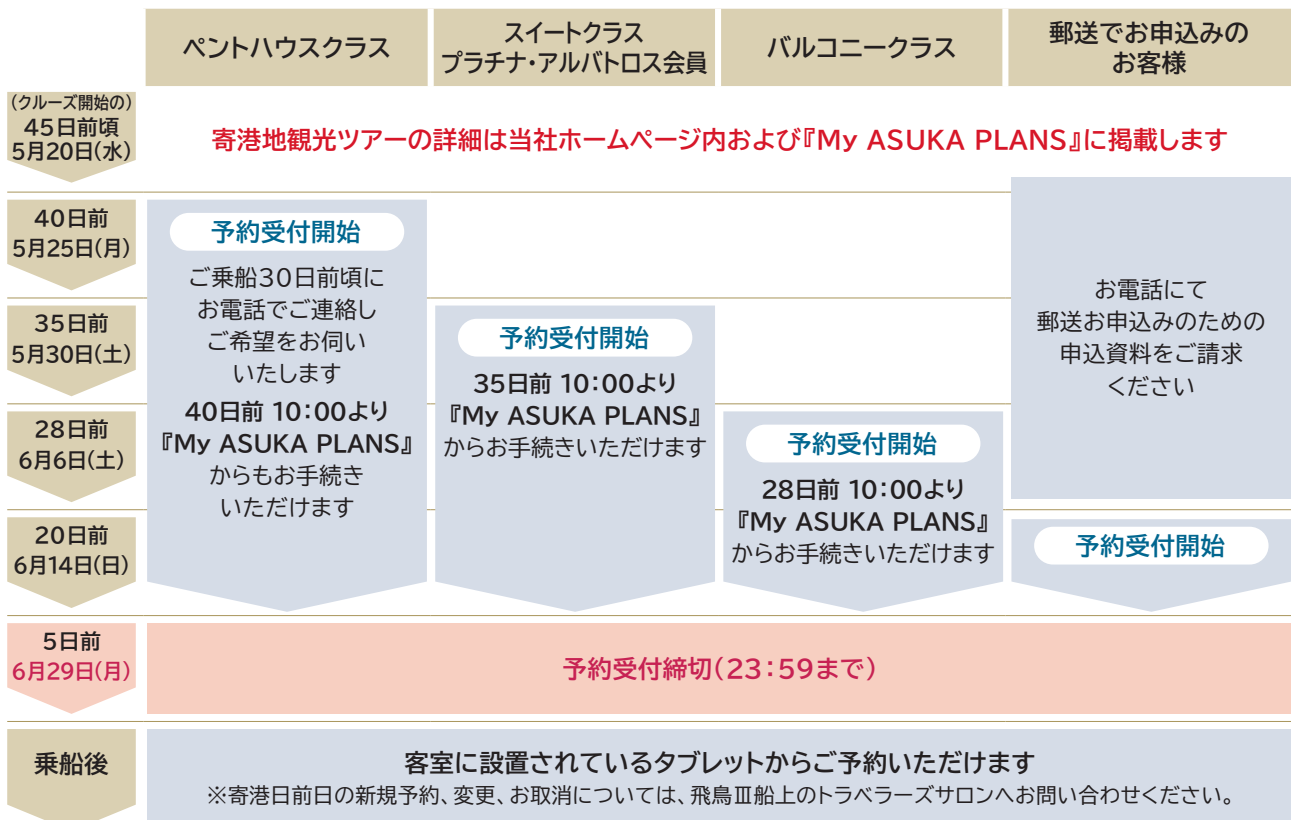 ペントハウスクラス
スイートクラス
プラチナ・アルバトロス会員
バルコニークラス
郵送でお申込みの
お客様
(クルーズ開始の)
45日前頃
5月20日(水)
寄港地観光ツアーの詳細は当社ホームページ内および『My ASUKA PLANS』に掲載します
40日前
5月25日(月)
35日前
5月30日(土)
28日前
6月6日(土)
20日前
6月14日(日)
予約受付開始
ご乗船30日前頃に
お電話でご連絡し
ご希望をお伺い
いたします
40日前 10:00より
『My ASUKA PLANS』
からもお手続き
いただけます
予約受付開始
35日前 10:00より
『My ASUKA PLANS』
からお手続きいただけます
予約受付開始
28日前 10:00より
『My ASUKA PLANS』
からお手続きいただけます
お電話にて
郵送お申込みのための
申込資料をご請求
ください
予約受付開始
5日前
6月29日(月)
予約受付締切(23:59まで)
乗船後
客室に設置されているタブレットからご予約いただけます
※寄港日前日の新規予約、変更、お取消については、飛鳥Ⅲ船上のトラベラーズサロンへお問い合わせください。